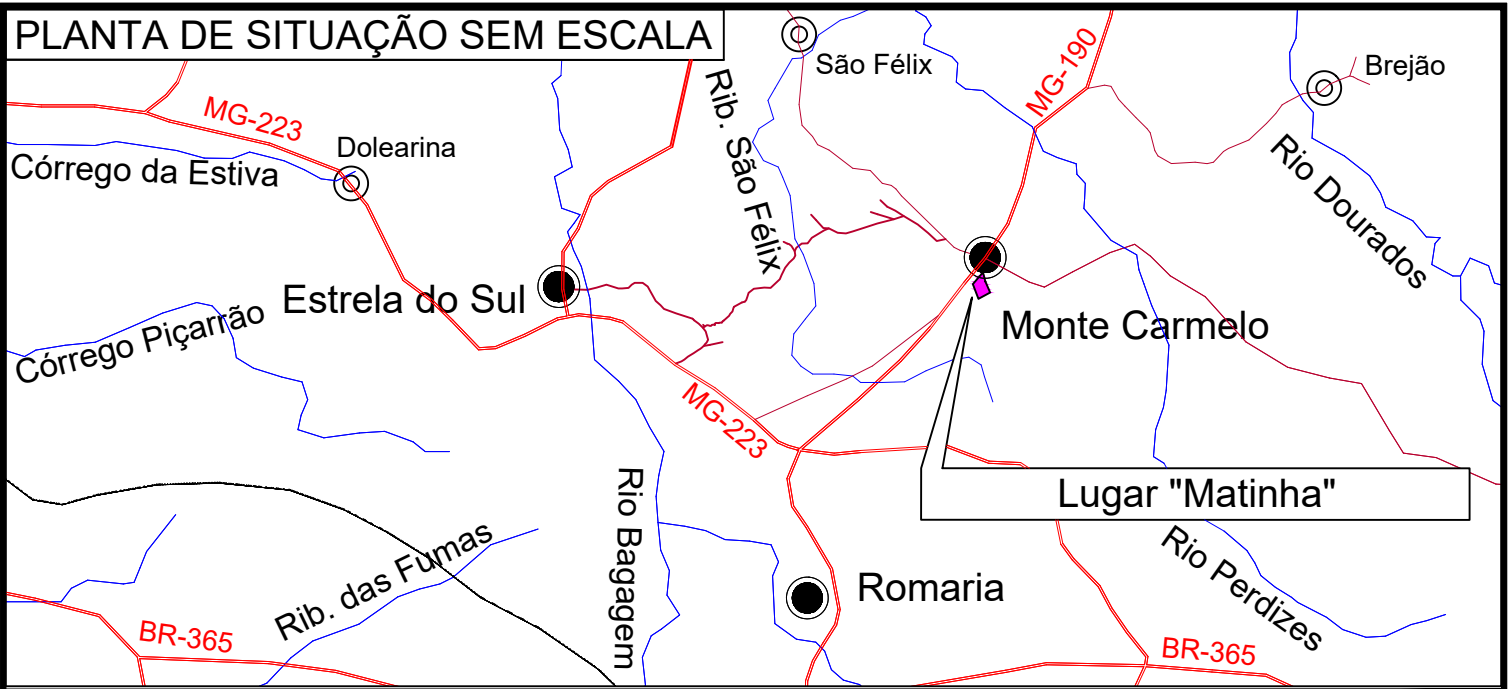 PLANTA DE SITUAÇÃO SEM ESCALA
São Félix
MG-190
Brejão
MG-223
Rib. São Félix
Dolearina
Córrego da Estiva
Rio Dourados
Estrela do Sul
Monte Carmelo
Córrego Piçarrão
MG-223
Lugar "Matinha"
Rio Bagagem
Rib. das Fumas
Romaria
Rio Perdizes
BR-365
BR-365